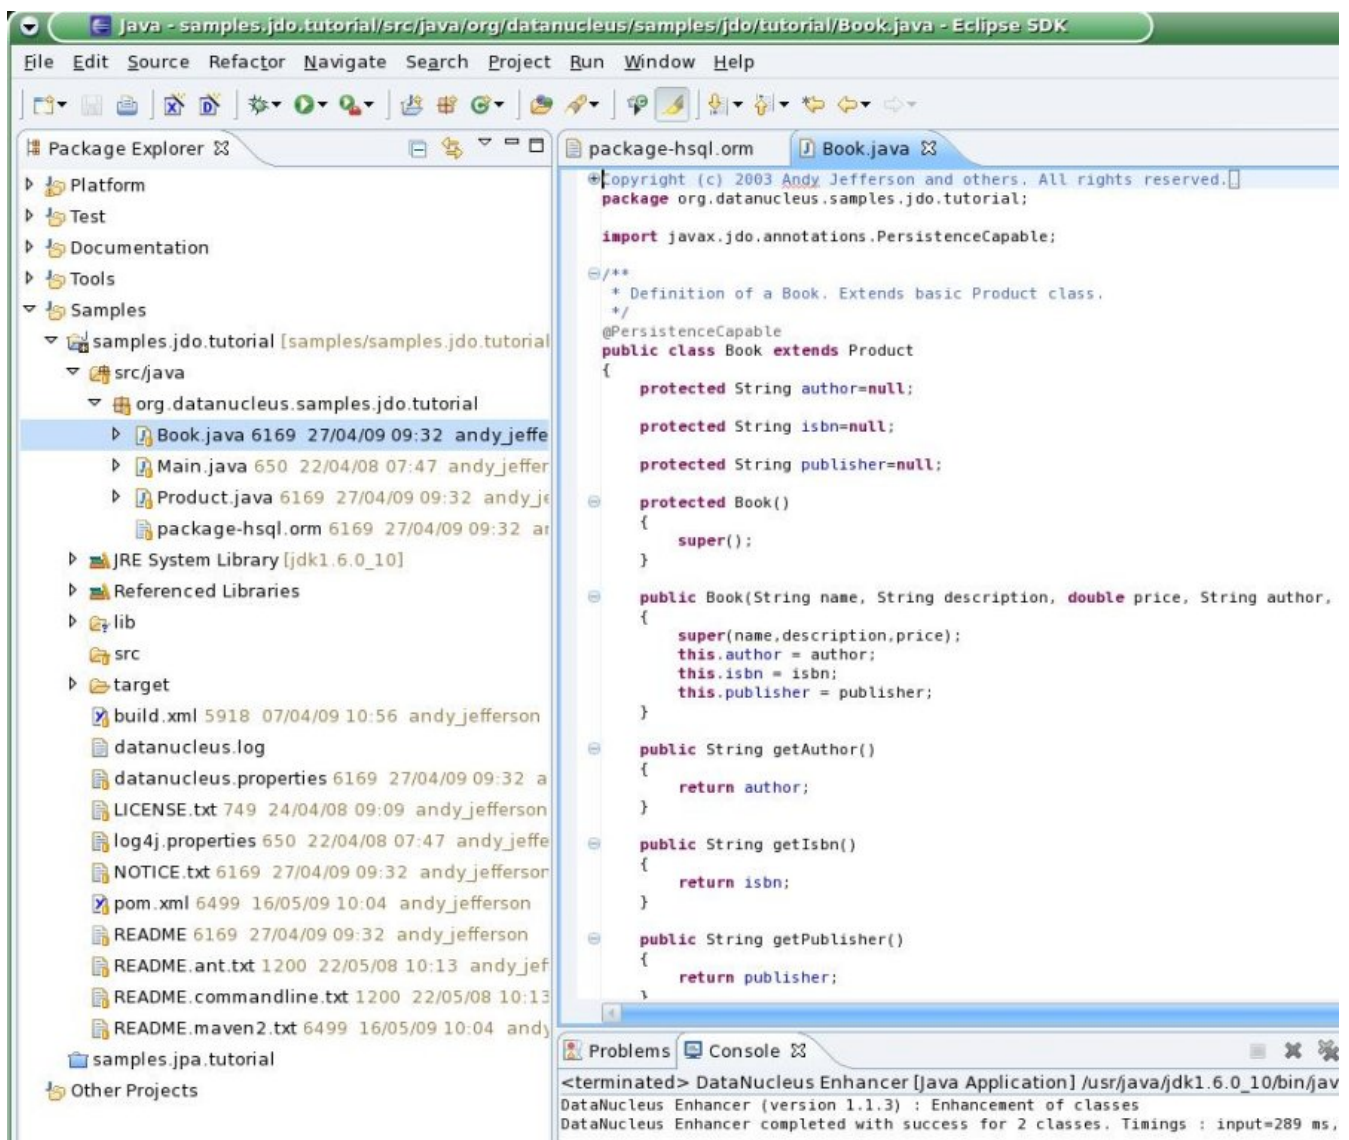 Java - samples.jdo.tutorial/src/java/org/datanucleus/samples/jdo/tutorial/Book.java - Eclipse SDK
File Edit Source Refactor Navigate Search Project Run Window Help
Package Explorer
Platform
Test
Documentation
Tools
Samples
samples.jdo.tutorial [samples/samples.jdo.tutorial
src/java
org.datanucleus.samples.jdo.tutorial
Book.java 6169 27/04/09 09:32 andy_jeffe
Main.java 650 22/04/08 07:47 andy_jeffer
Product.java 6169 27/04/09 09:32 andy_je
package-hsql.orm 6169 27/04/09 09:32 an
JRE System Library [jdk1.6.0_10]
Referenced Libraries
lib
src
target
build.xml 5918 07/04/09 10:56 andy_jefferson
datanucleus.log
datanucleus.properties 6169 27/04/09 09:32 a
LICENSE.txt 749 24/04/08 09:09 andy_jefferson
log4j.properties 650 22/04/08 07:47 andy_jeffe
NOTICE.txt 6169 27/04/09 09:32 andy_jefferson
pom.xml 6499 16/05/09 10:04 andy_jefferson
README 6169 27/04/09 09:32 andy_jefferson
README.ant.txt 1200 22/05/08 10:13 andy_jef
README.commandline.txt 1200 22/05/08 10:13
README.maven2.txt 6499 16/05/09 10:04 andy
samples.jpa.tutorial
Other Projects
package-hsql.orm Book.java
Copyright (c) 2003 Andy Jefferson and others. All rights reserved.
package org.datanucleus.samples.jdo.tutorial;
import javax.jdo.annotations.PersistenceCapable;
/**
* Definition of a Book. Extends basic Product class.
*/
@PersistenceCapable
public class Book extends Product
{
protected String author=null;
protected String isbn=null;
protected String publisher=null;
protected Book()
{
super();
}
public Book(String name, String description, double price, String author,
{
super(name,description,price);
this.author = author;
this.isbn = isbn;
this.publisher = publisher;
}
public String getAuthor()
{
return author;
}
public String getIsbn()
{
return isbn;
}
public String getPublisher()
{
return publisher;
}
Problems Console
<terminated> DataNucleus Enhancer [Java Application] /usr/java/jdk1.6.0_10/bin/jav
DataNucleus Enhancer (version 1.1.3) : Enhancement of classes
DataNucleus Enhancer completed with success for 2 classes. Timings : input=289 ms,